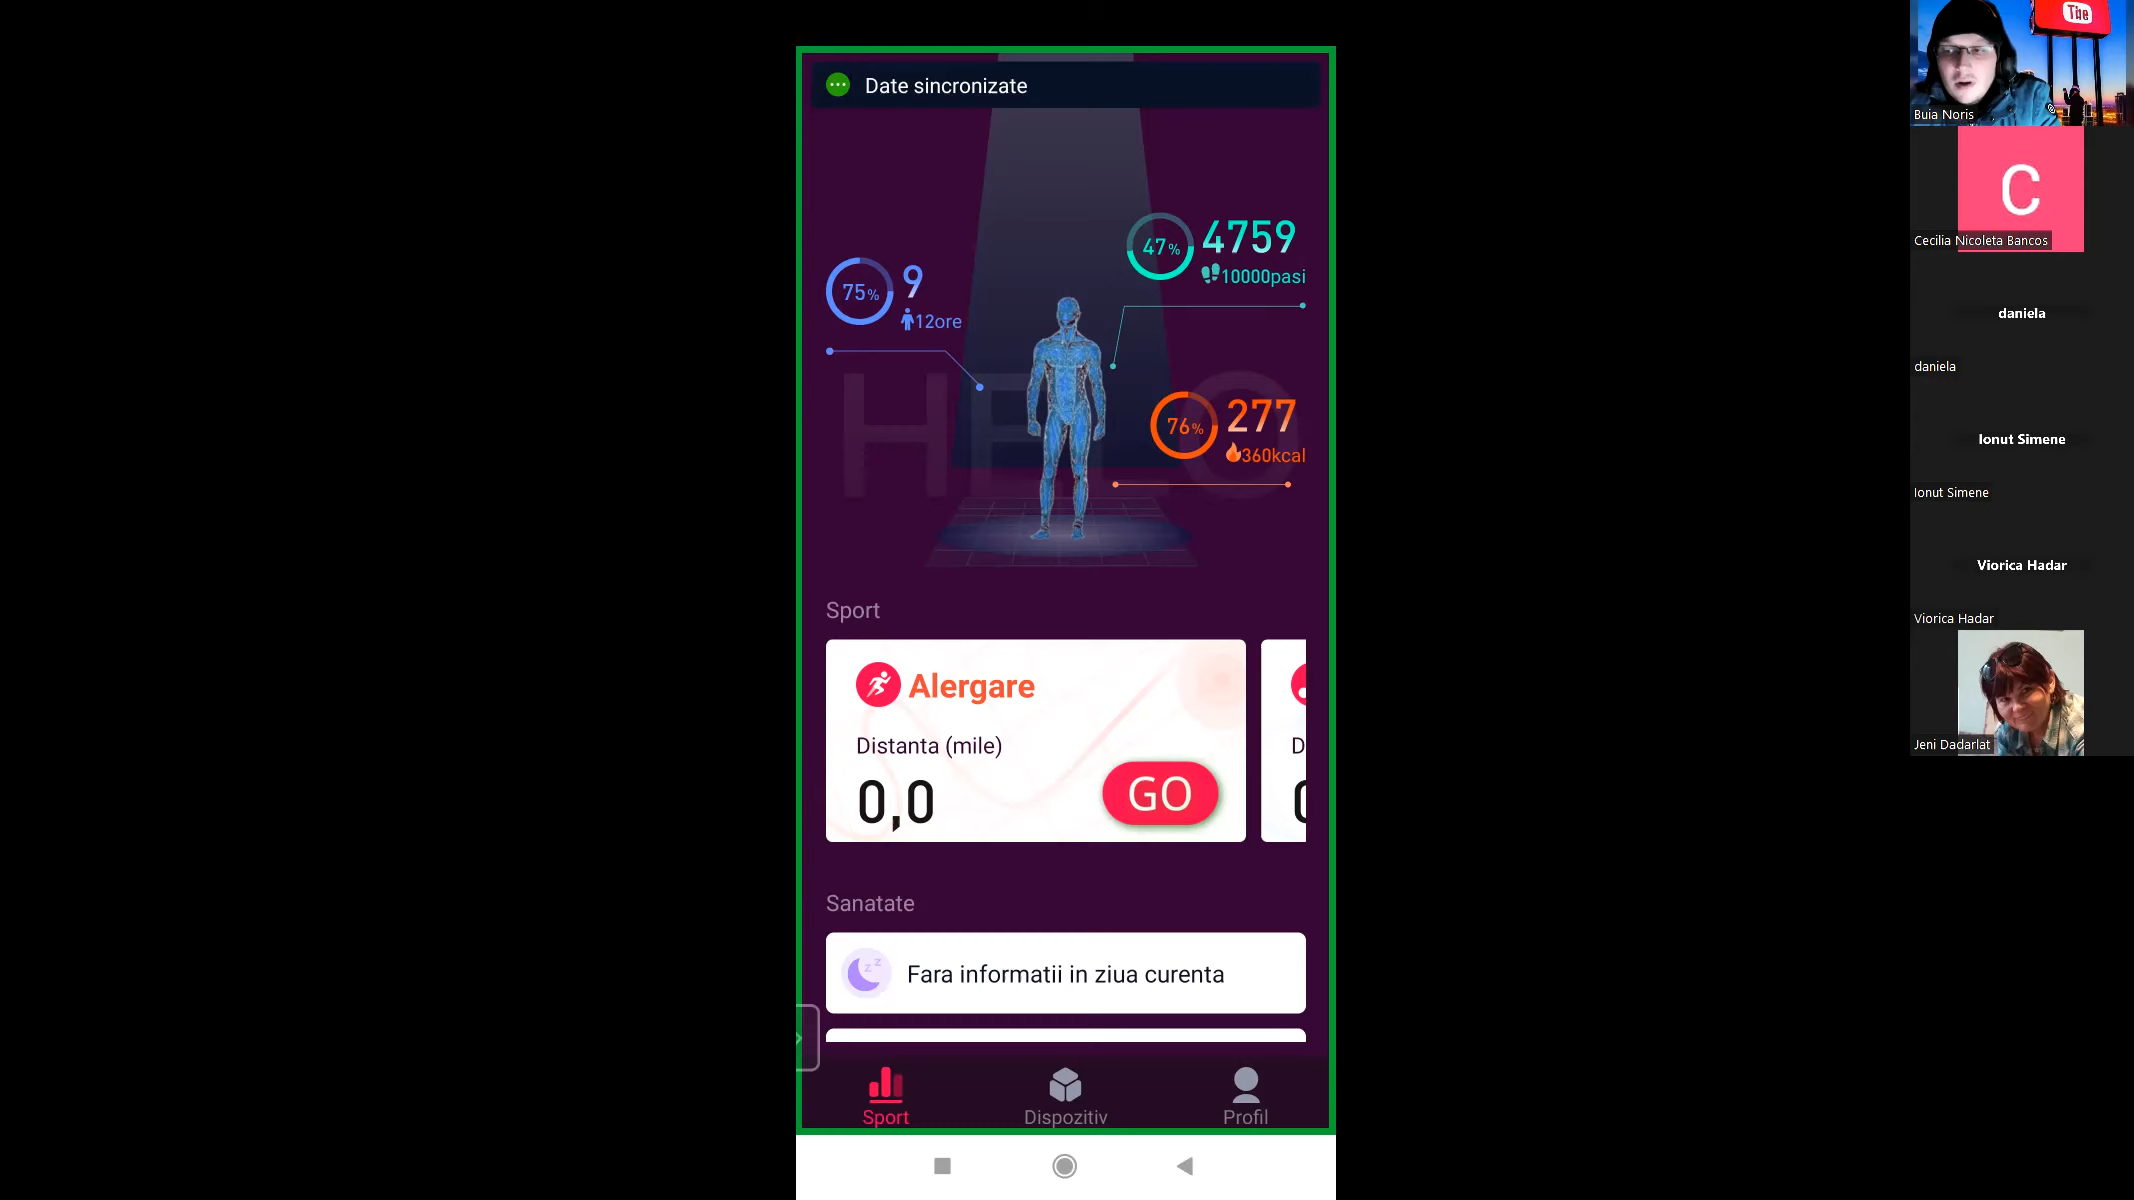 Date sincronizate
75%
9
12ore
47%
4759
10000pasi
76%
277
360kcal
HELLO
Sport
Alergare
Distanta (mile)
0,0
GO
D
Sanatate
Fara informatii in ziua curenta
Sport
Dispozitiv
Profil
Buia Noris
C
Cecilia Nicoleta Bancos
daniela
daniela
Ionut Simene
Ionut Simene
Viorica Hadar
Viorica Hadar
Jeni Dadarlat